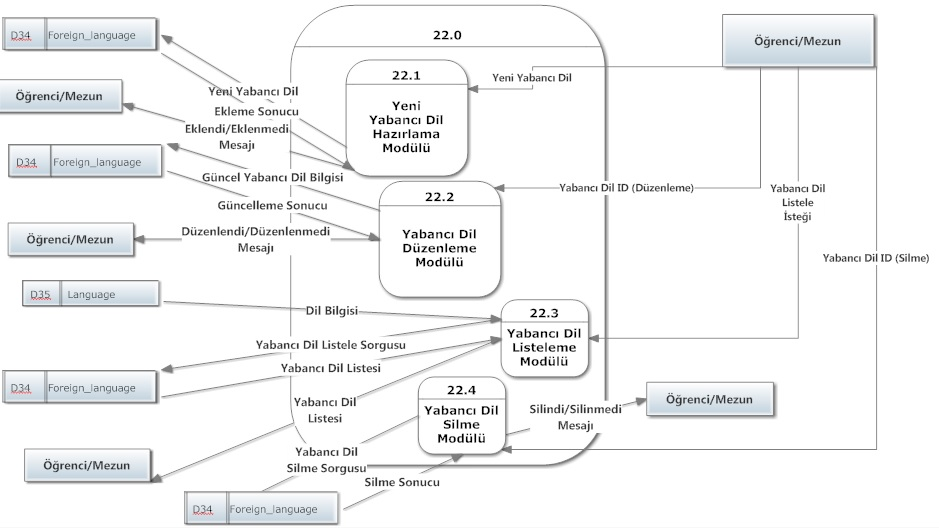 D34 Foreign_language
22.0
Öğrenci/Mezun
22.1
Yeni
Yabancı Dil
Hazırlama
Modülü
Yeni Yabancı Dil
Öğrenci/Mezun
Yeni Yabancı Dil
Ekleme Sonucu
Eklendi/Eklenmedi
Mesajı
D34 Foreign_language
Güncel Yabancı Dil Bilgisi
Güncelleme Sonucu
22.2
Yabancı Dil
Düzenleme
Modülü
Yabancı Dil ID (Düzenleme)
Yabancı Dil
Listele
İsteği
Öğrenci/Mezun
Düzenlendi/Düzenlenmedi
Mesajı
Yabancı Dil ID (Silme)
D35 Language
Dil Bilgisi
22.3
Yabancı Dil
Listeleme
Modülü
Yabancı Dil Listele Sorgusu
Yabancı Dil Listesi
D34 Foreign_language
Yabancı Dil
Listesi
22.4
Yabancı Dil
Silme
Modülü
Silindi/Silinmedi
Mesajı
Öğrenci/Mezun
Öğrenci/Mezun
Yabancı Dil
Silme Sorgusu
Silme Sonucu
D34 Foreign_language